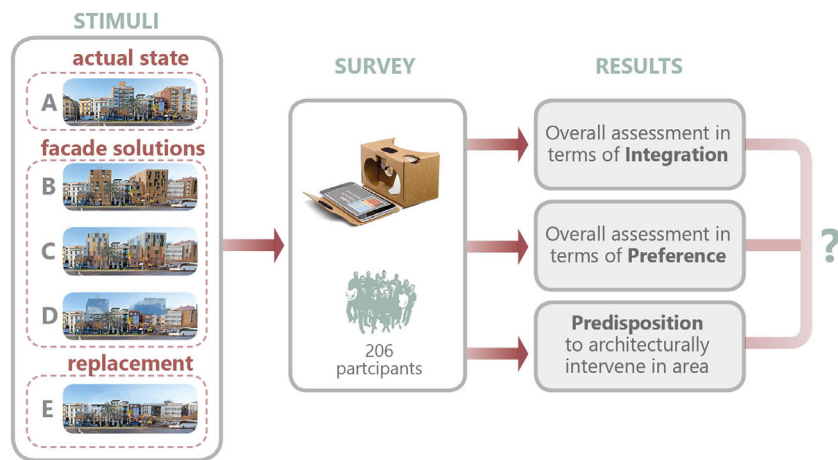 STIMULI
actual state
A
facade solutions
B
C
D
replacement
E
SURVEY
206
partcipants
RESULTS
Overall assessment in
terms of Integration
Overall assessment in
terms of Preference
Predisposition
to architecturally
intervene in area
?